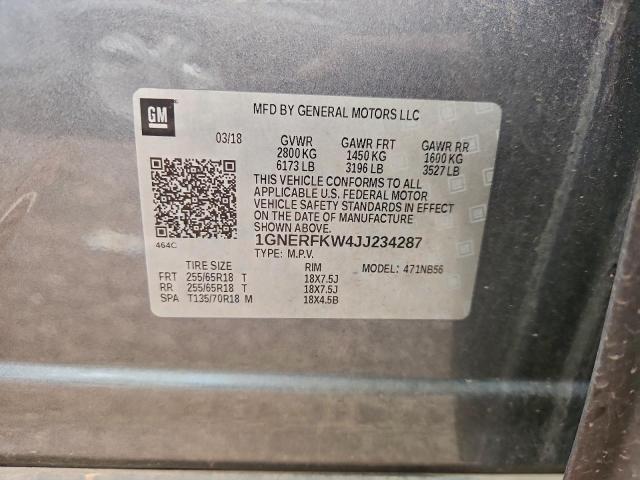 GM
MFD BY GENERAL MOTORS LLC
03/18 GVWR GAWR FRT GAWR RR
2800 KG 1450 KG 1600 KG
6173 LB 3196 LB 3527 LB
THIS VEHICLE CONFORMS TO ALL
APPLICABLE U.S. FEDERAL MOTOR
VEHICLE SAFETY STANDARDS IN EFFECT
ON THE DATE OF MANUFACTURE
SHOWN ABOVE.
464C
1GNERFKW4JJ234287
TYPE: M.P.V.
TIRE SIZE RIM MODEL: 471NB56
FRT 255/65R18 T 18X7.5J
RR 255/65R18 T 18X7.5J
SPA T135/70R18 M 18X4.5B